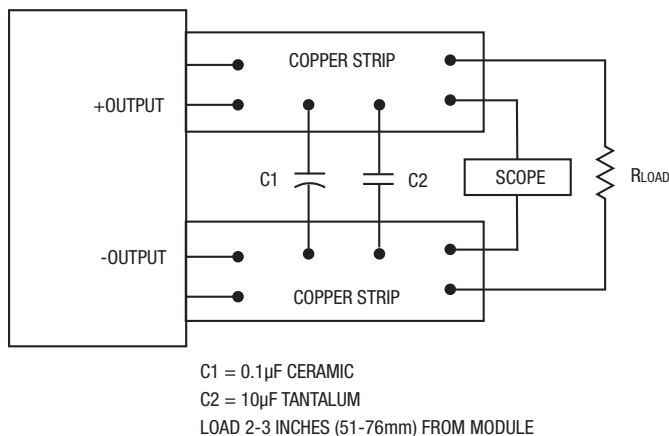 COPPER STRIP
+OUTPUT
C1
C2
SCOPE
RLOAD
-OUTPUT
COPPER STRIP
C1 = 0.1µF CERAMIC
C2 = 10µF TANTALUM
LOAD 2-3 INCHES (51-76mm) FROM MODULE